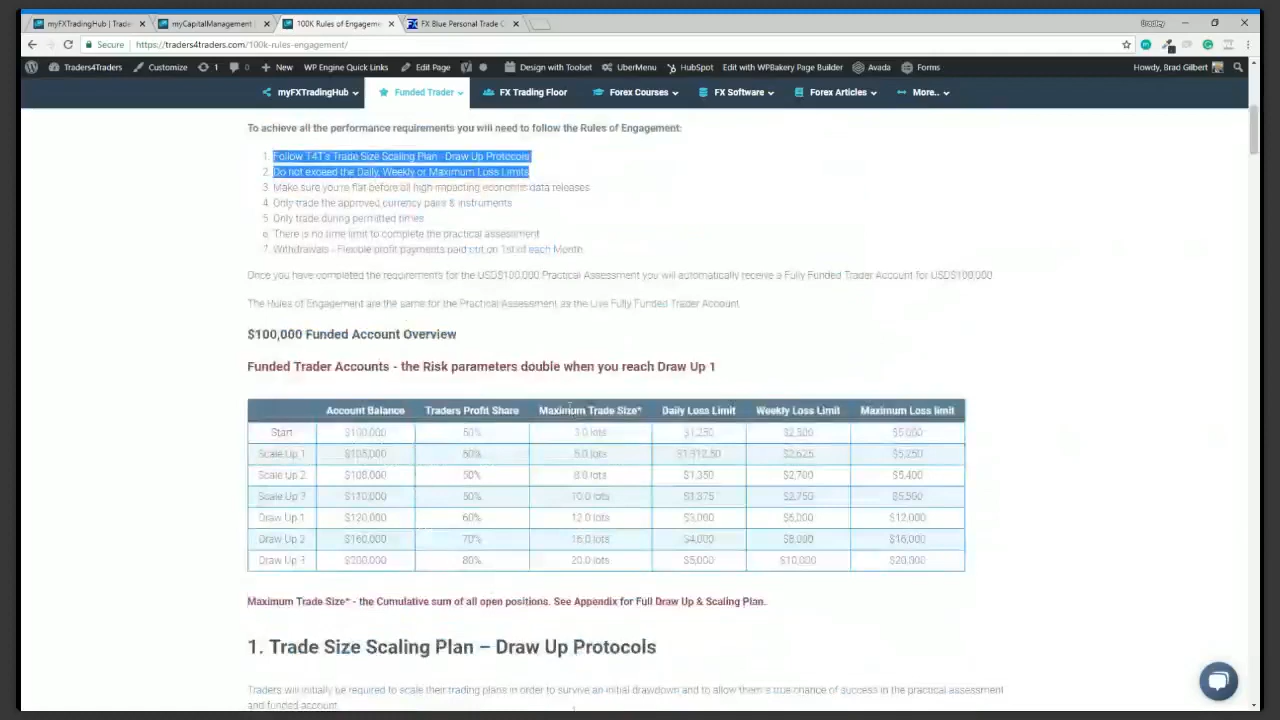 myFXTradingHub | Trade
myCapitalManagement |
100K Rules of Engageme
FX Blue Personal Trade C
Bradley
Secure | https://traders4traders.com/100k-rules-engagement/
Traders4Traders Customize 1 0 New WP Engine Quick Links Edit Page Design with Toolset UberMenu HubSpot Edit with WPBakery Page Builder Avada Forms Howdy, Brad Gilbert
myFXTradingHub Funded Trader FX Trading Floor Forex Courses FX Software Forex Articles More..
To achieve all the performance requirements you will need to follow the Rules of Engagement:
1. Follow T4T's Trade Size Scaling Plan - Draw Up Protocols
2. Do not exceed the Daily, Weekly or Maximum Loss Limits
3. Make sure you're flat before all high impacting economic data releases
4. Only trade the approved currency pairs & instruments
5. Only trade during permitted times
6. There is no time limit to complete the practical assessment
7. Withdrawals - Flexible profit payments paid out on 1st of each Month
Once you have completed the requirements for the USD$100,000 Practical Assessment you will automatically receive a Fully Funded Trader Account for USD$100,000
The Rules of Engagement are the same for the Practical Assessment as the Live Fully Funded Trader Account
$100,000 Funded Account Overview
Funded Trader Accounts - the Risk parameters double when you reach Draw Up 1
Account Balance Traders Profit Share Maximum Trade Size* Daily Loss Limit Weekly Loss Limit Maximum Loss limit
Start $100,000 50% 3.0 lots $1,250 $2,500 $5,000
Scale Up 1 $105,000 50% 5.0 lots $1,312.50 $2,625 $5,250
Scale Up 2 $108,000 50% 8.0 lots $1,350 $2,700 $5,400
Scale Up 3 $110,000 50% 10.0 lots $1,375 $2,750 $5,500
Draw Up 1 $120,000 60% 12.0 lots $3,000 $6,000 $12,000
Draw Up 2 $160,000 70% 16.0 lots $4,000 $8,000 $16,000
Draw Up 3 $200,000 80% 20.0 lots $5,000 $10,000 $20,000
Maximum Trade Size* - the Cumulative sum of all open positions. See Appendix for Full Draw Up & Scaling Plan.
1. Trade Size Scaling Plan – Draw Up Protocols
Traders will initially be required to scale their trading plans in order to survive an initial drawdown and to allow them a true chance of success in the practical assessment
and funded account.